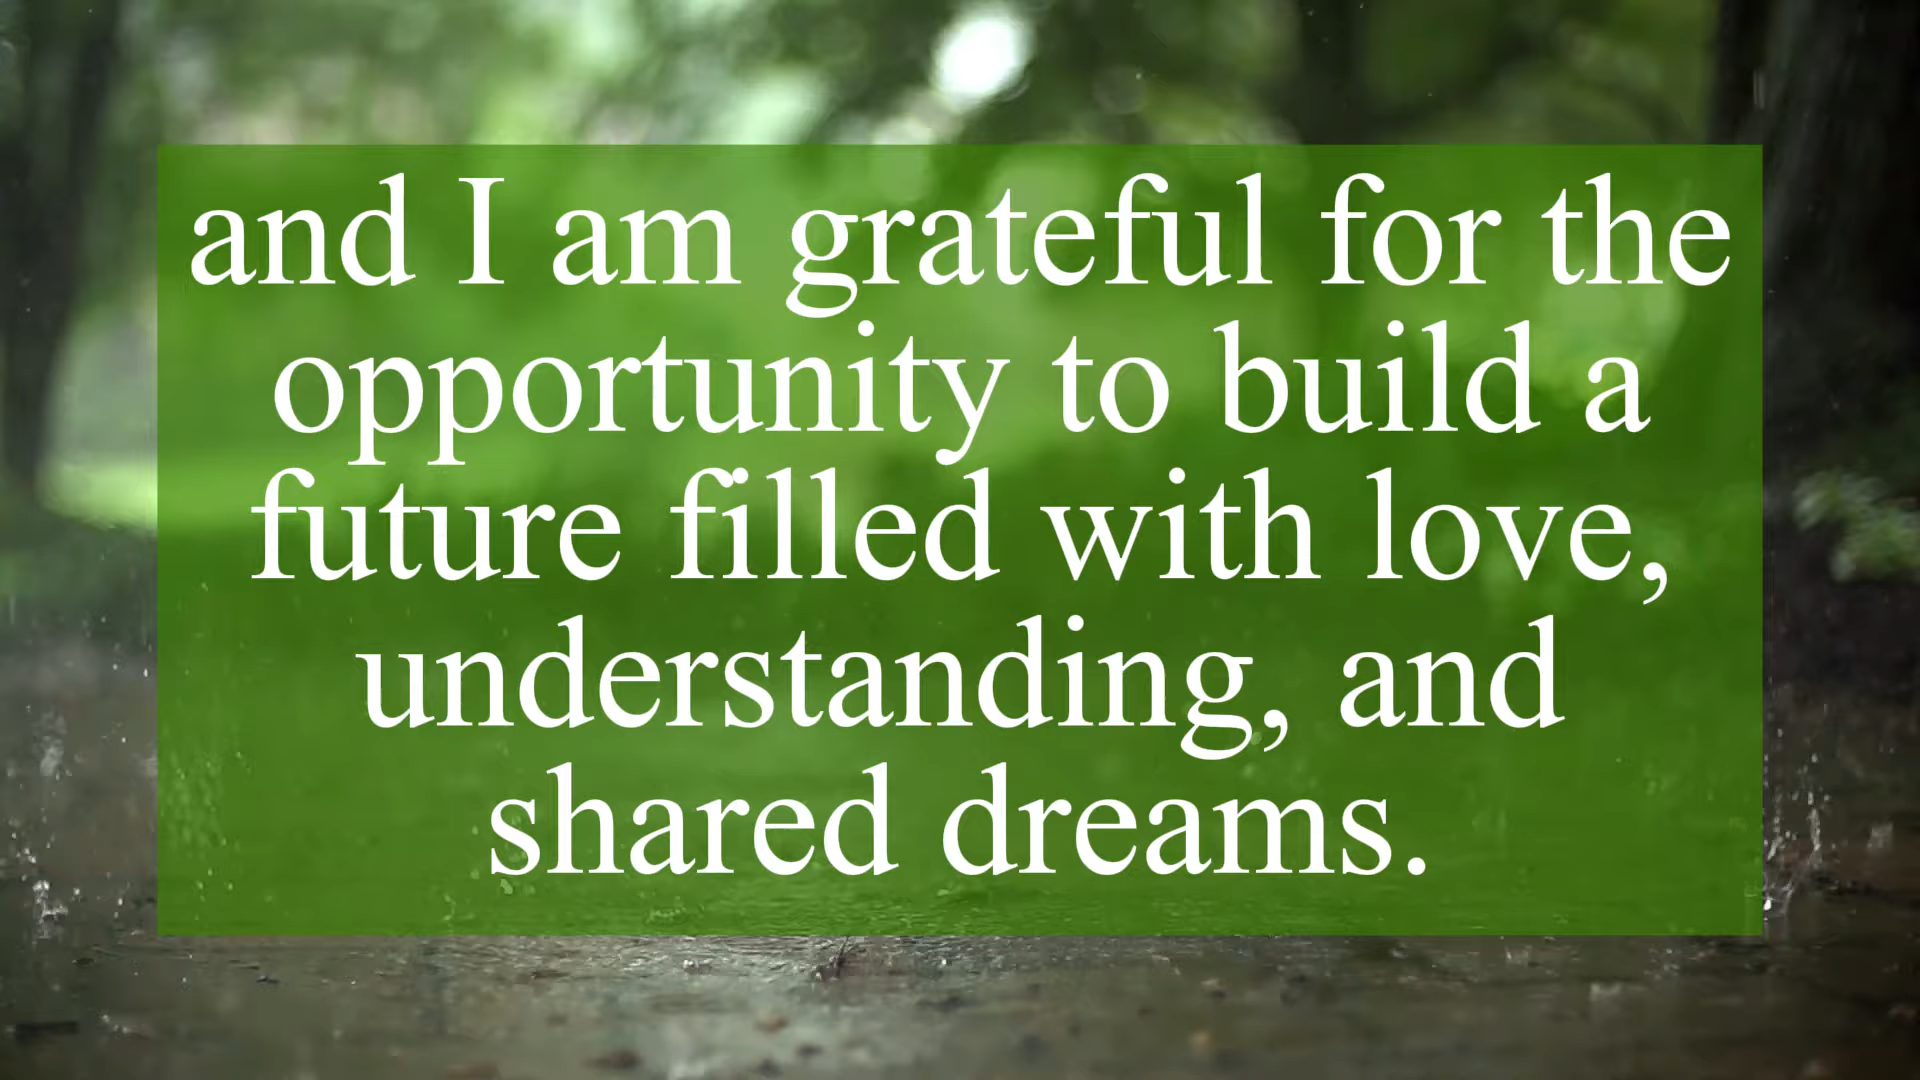 and I am grateful for the
opportunity to build a
future filled with love,
understanding, and
shared dreams.